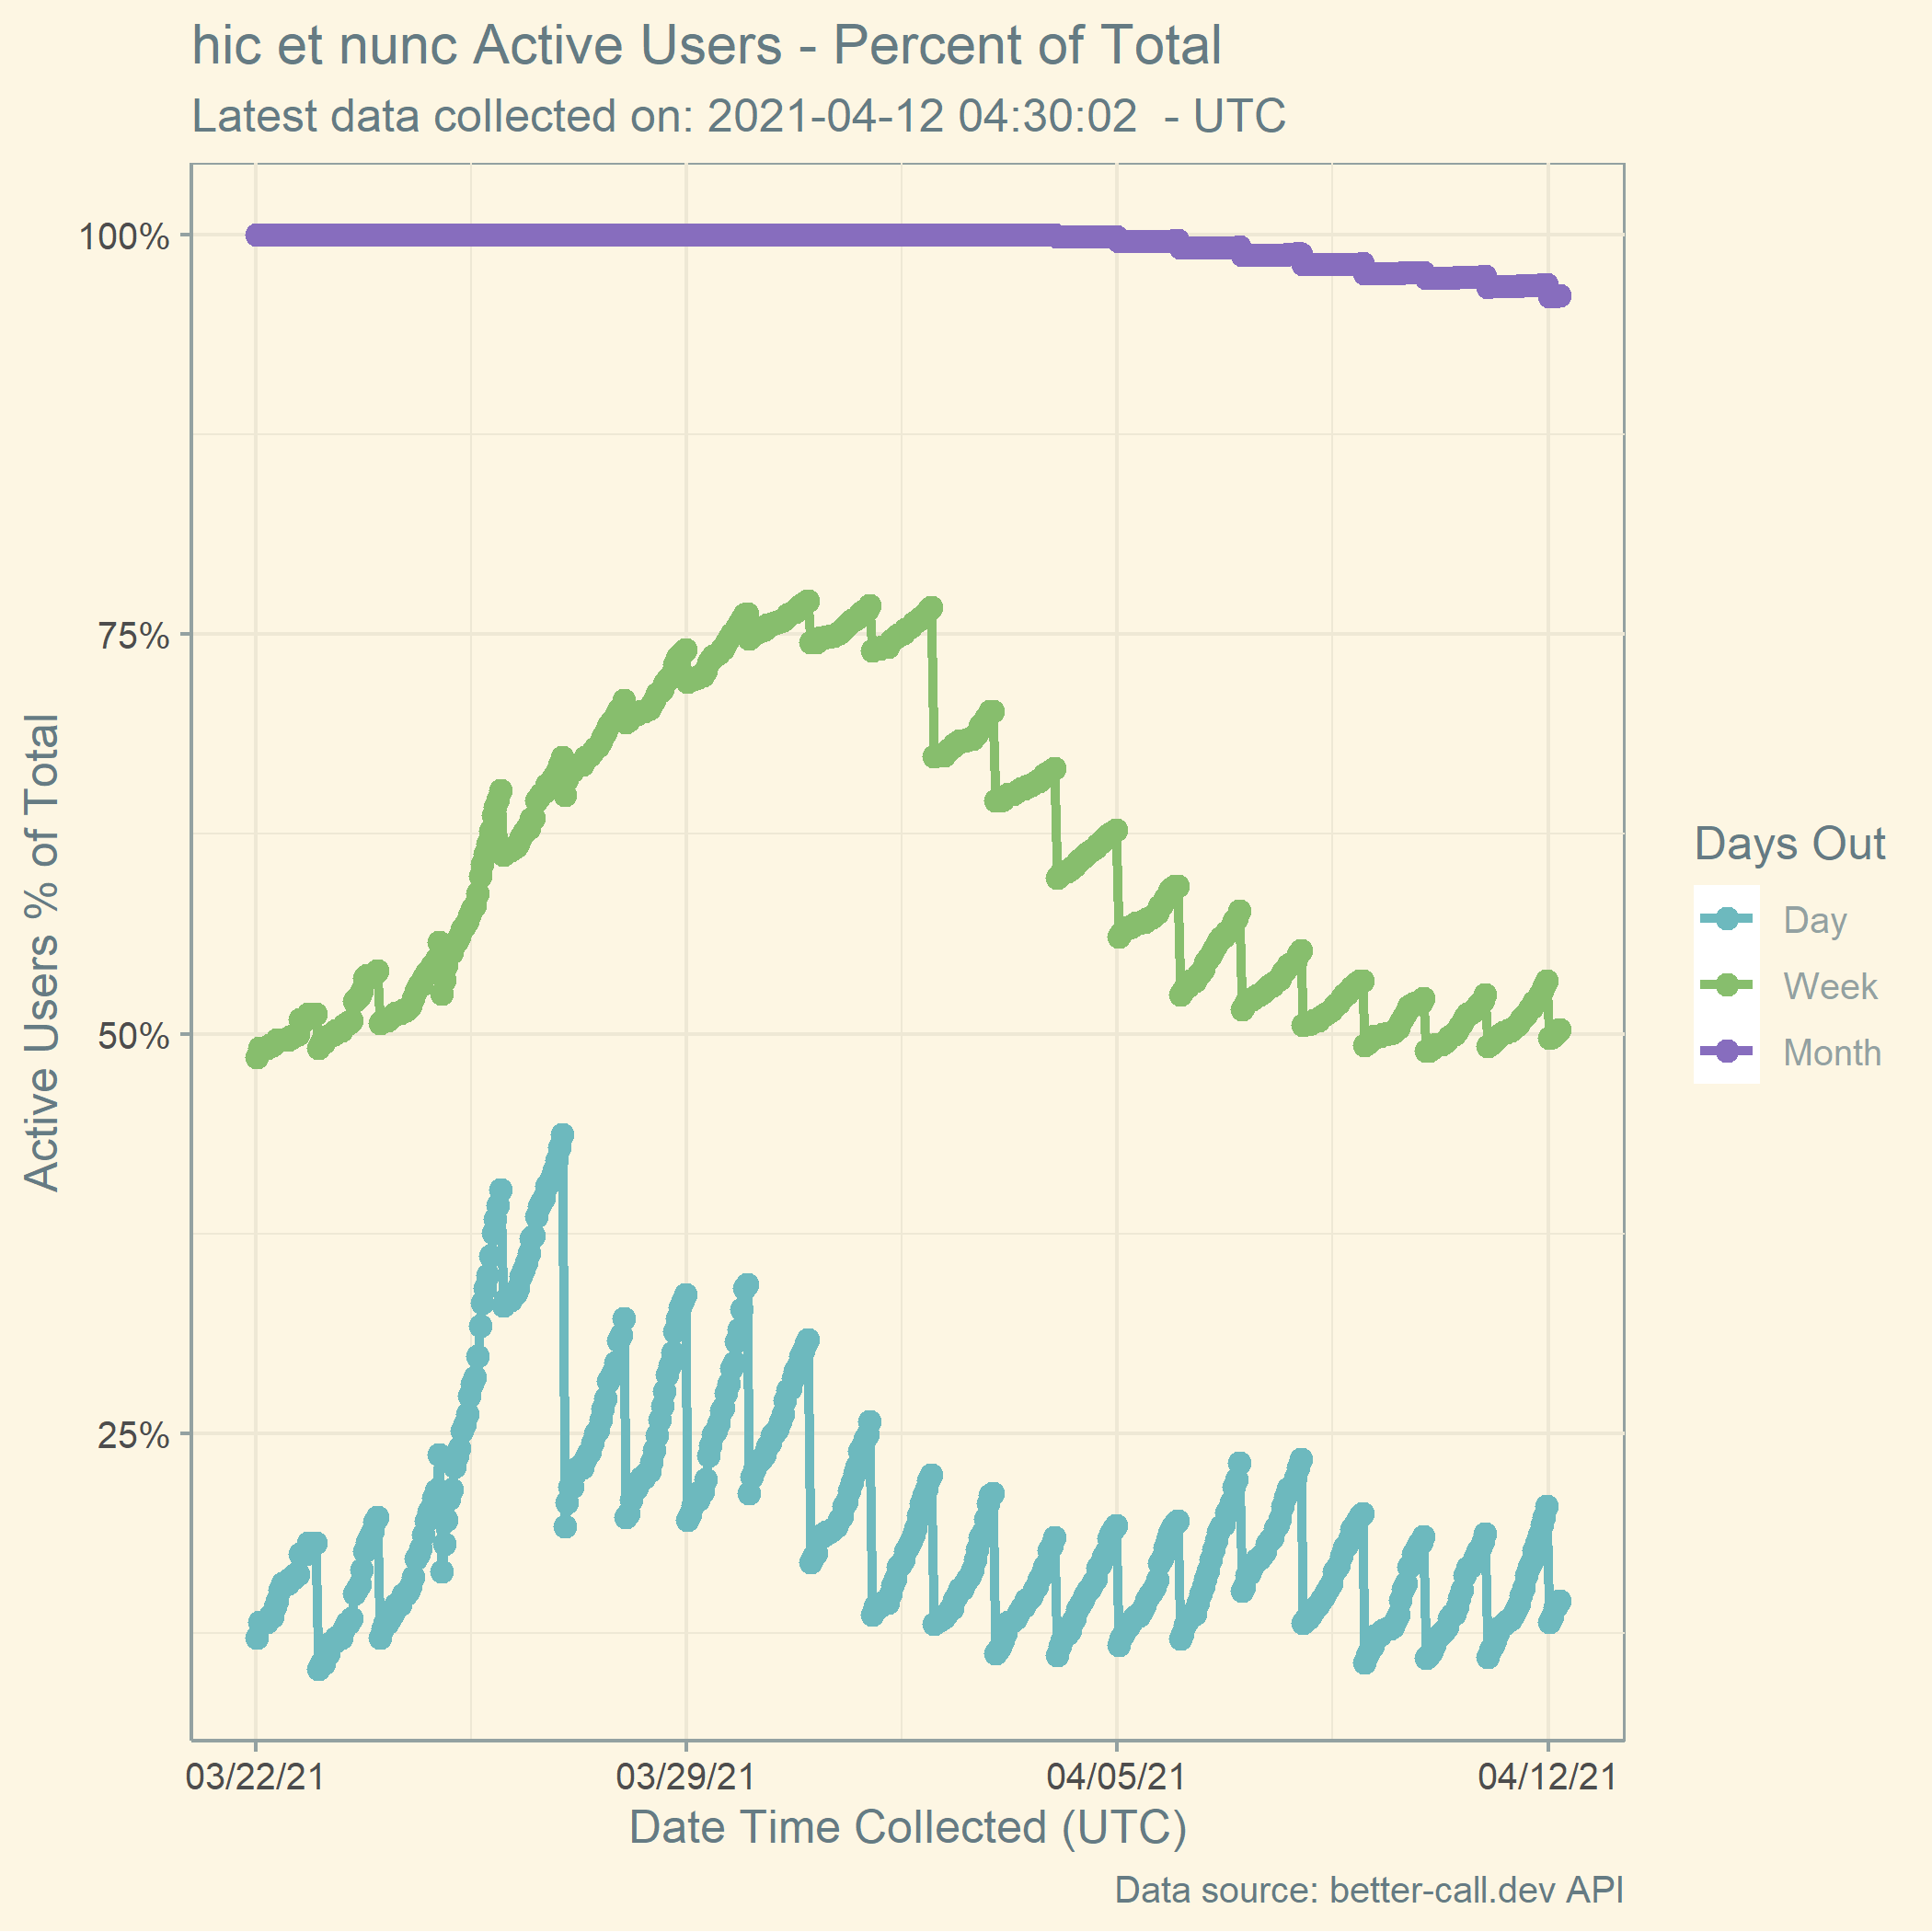 hic et nunc Active Users - Percent of Total
Latest data collected on: 2021-04-12 04:30:02  - UTC
100%
75%
50%
25%
Active Users % of Total
03/22/21
03/29/21
04/05/21
04/12/21
Date Time Collected (UTC)
Days Out
Day
Week
Month
Data source: better-call.dev API